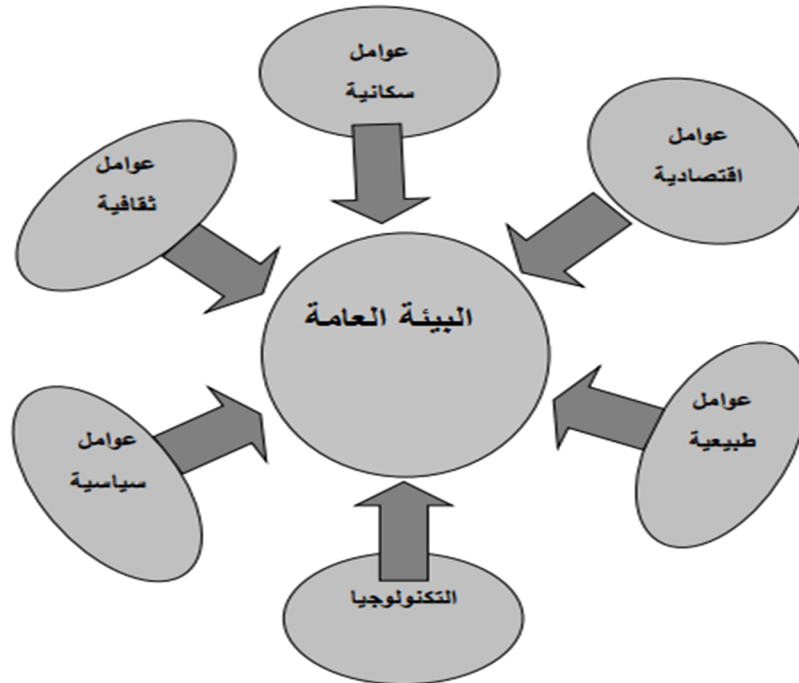 عوامل
سكانية
عوامل
اقتصادية
عوامل
ثقافية
البيئة العامة
عوامل
طبيعية
عوامل
سياسية
التكنولوجيا